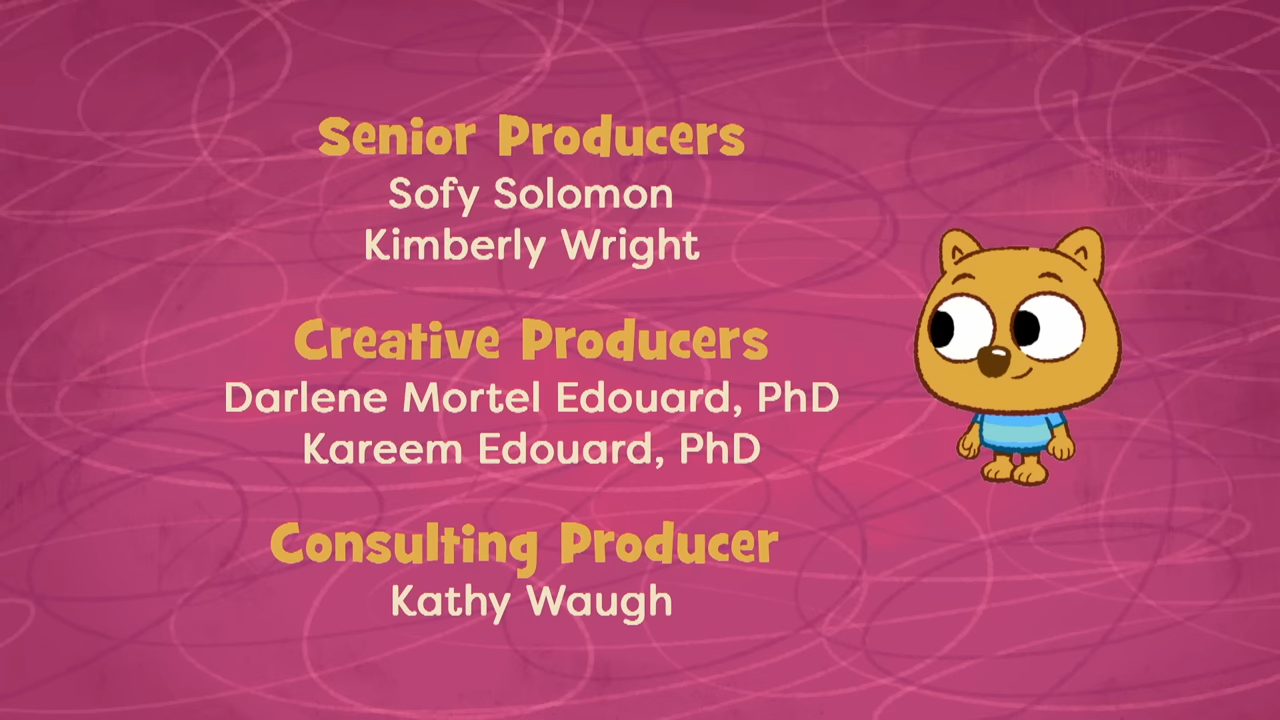 Senior Producers
Sofy Solomon
Kimberly Wright
Creative Producers
Darlene Mortel Edouard, PhD
Kareem Edouard, PhD
Consulting Producer
Kathy Waugh